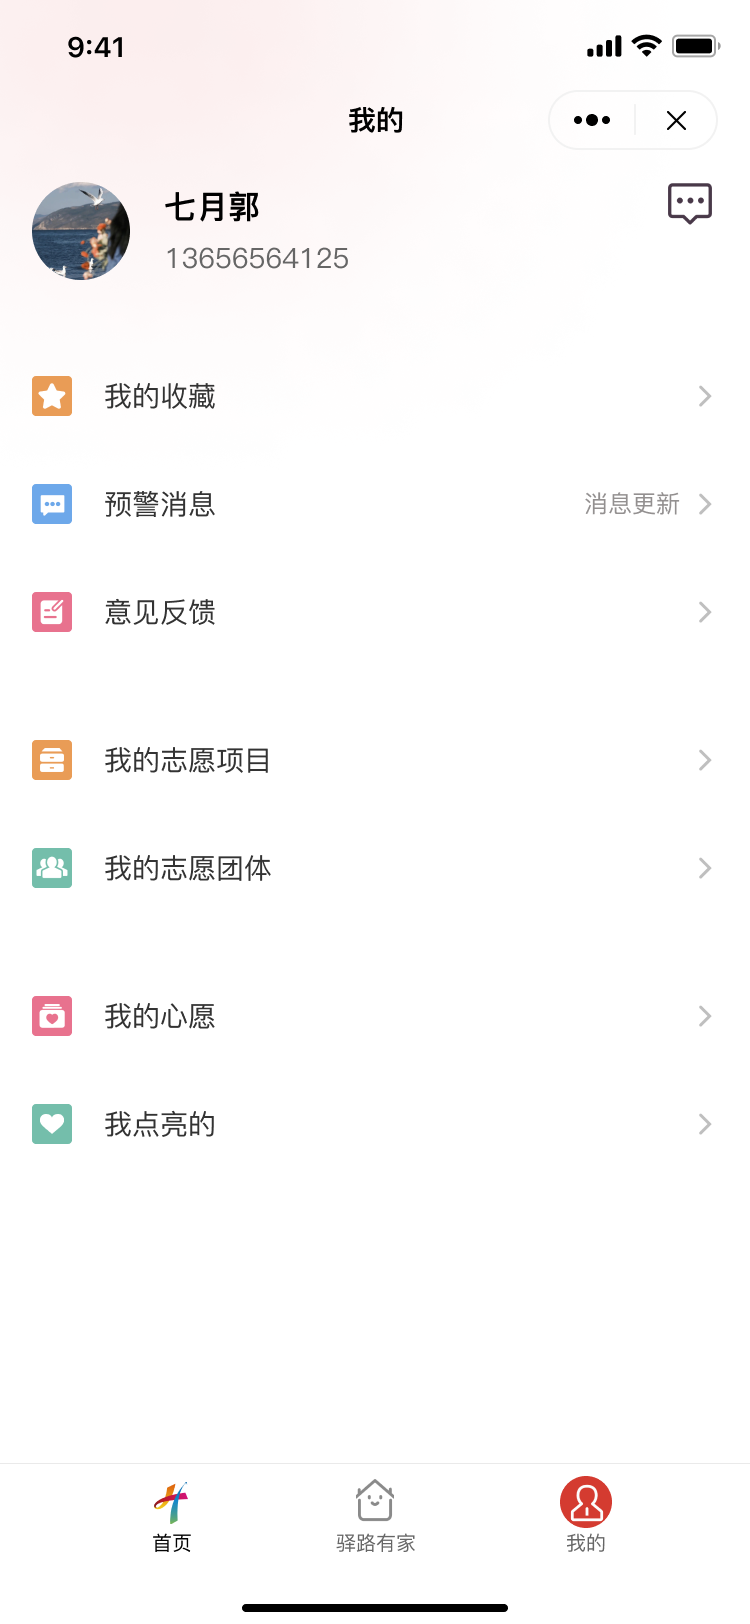 9:41
我的
七月郭
13656564125
我的收藏
预警消息
消息更新
意见反馈
我的志愿项目
我的志愿团体
我的心愿
我点亮的
首页
驿路有家
我的